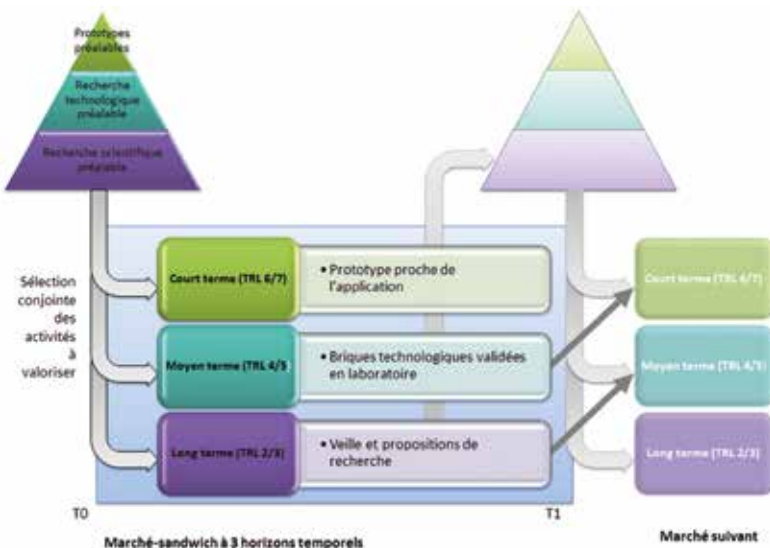 Prototypes
préalables
Recherche
technologique
préalable
Recherche scientifique
préalable
Sélection
conjointe
des
activités
à
valoriser
Court terme (TRL 6/7)
• Prototype proche de
l'application
Moyen terme (TRL 4/5
• Briques technologiques validées
en laboratoire
Long terme (TRL 2/3)
• Veille et propositions de
recherche
Court terme (TRL 4/7)
Moyen terme (TRL 4/5)
Long terme (TRL 2/3)
T0
T1
Marché-sandwich à 3 horizons temporels
Marché suivant